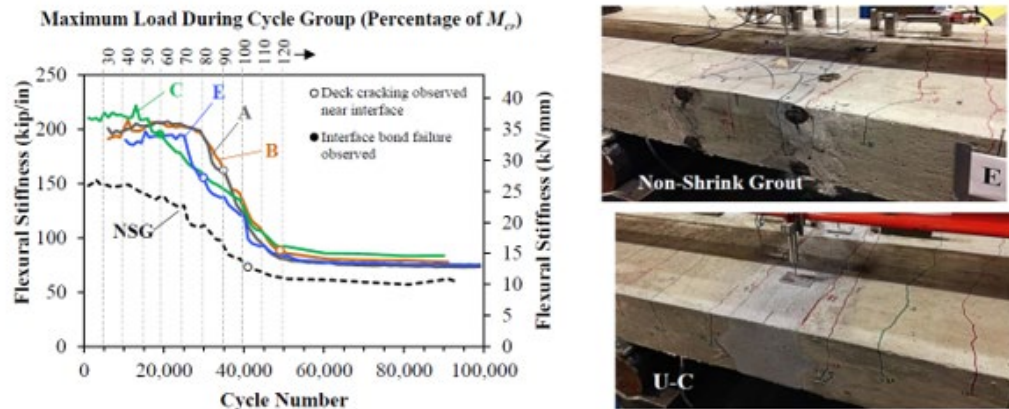 Maximum Load During Cycle Group (Percentage of Mcr)
30 40 50 60 70 80 90 100 110 120
250
200
150
100
50
0
Flexural Stiffness (kip/in)
C
E
A
B
NSG
Deck cracking observed near interface
Interface bond failure observed
40
35
30
25
20
15
10
5
0
Flexural Stiffness (kN/mm)
0 20,000 40,000 60,000 80,000 100,000
Cycle Number
Non-Shrink Grout
E
U-C